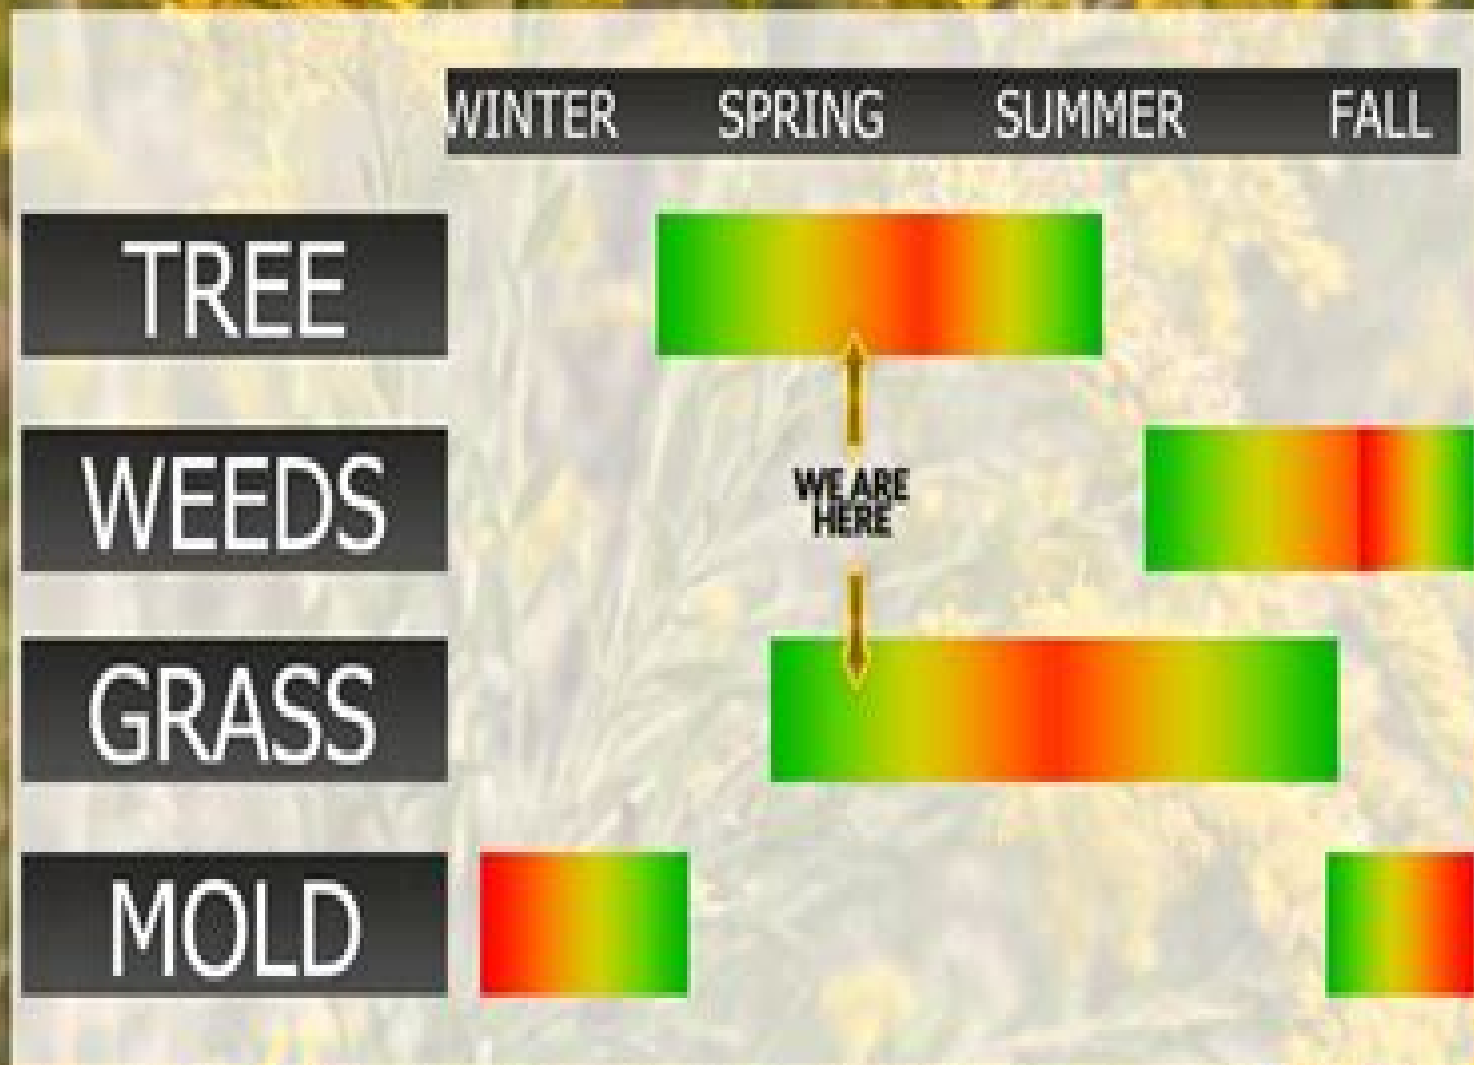 WINTER SPRING SUMMER FALL
TREE
WEEDS
WE ARE
HERE
GRASS
MOLD